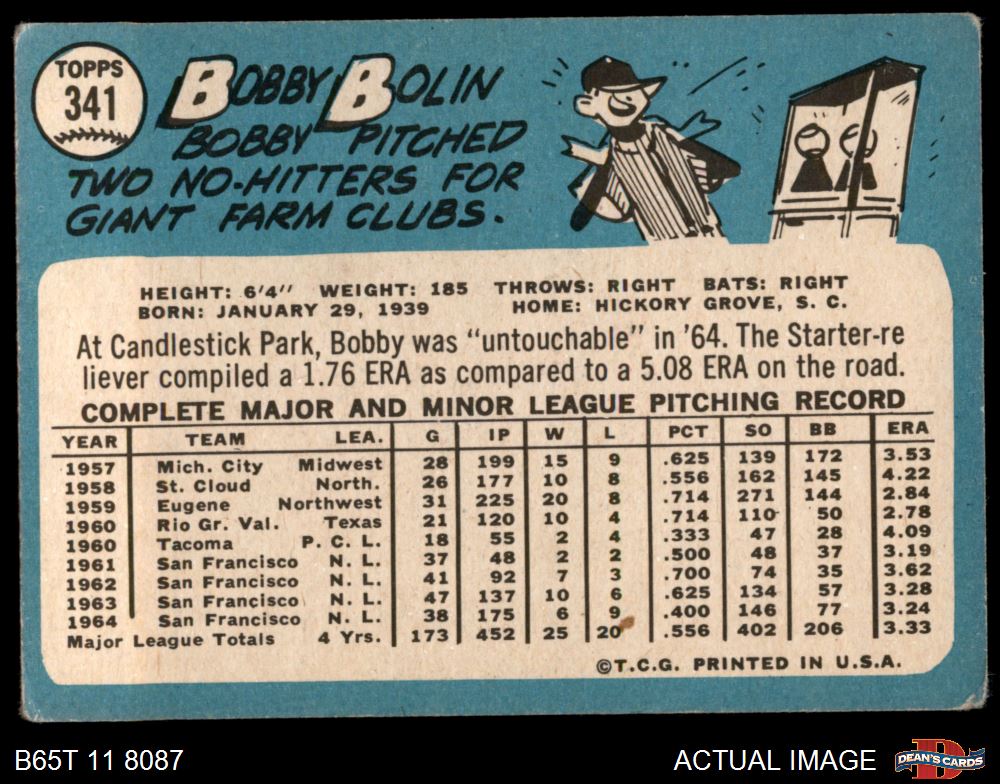 TOPPS
341
BOBBY BOLIN
BOBBY PITCHED
TWO NO-HITTERS FOR
GIANT FARM CLUBS.
HEIGHT: 6'4" WEIGHT: 185 THROWS: RIGHT BATS: RIGHT
BORN: JANUARY 29, 1939 HOME: HICKORY GROVE, S. C.
At Candlestick Park, Bobby was "untouchable" in '64. The Starter-re
liever compiled a 1.76 ERA as compared to a 5.08 ERA on the road.
COMPLETE MAJOR AND MINOR LEAGUE PITCHING RECORD
YEAR TEAM LEA. G IP W L PCT SO BB ERA
1957 Mich. City Midwest 28 199 15 9 .625 139 172 3.53
1958 St. Cloud North. 26 177 10 8 .556 162 145 4.22
1959 Eugene Northwest 31 225 20 8 .714 271 144 2.84
1960 Rio Gr. Val. Texas 21 120 10 4 .714 110 50 2.78
1960 Tacoma P. C. L. 18 55 2 4 .333 47 28 4.09
1961 San Francisco N. L. 37 48 2 2 .500 48 37 3.19
1962 San Francisco N. L. 41 92 7 3 .700 74 35 3.62
1963 San Francisco N. L. 47 137 10 6 .625 134 57 3.28
1964 San Francisco N. L. 38 175 6 9 .400 146 77 3.24
Major League Totals 4 Yrs. 173 452 25 20 .556 402 206 3.33
©T.C.G. PRINTED IN U.S.A.
B65T 11 8087 ACTUAL IMAGE DEAN'S CARDS